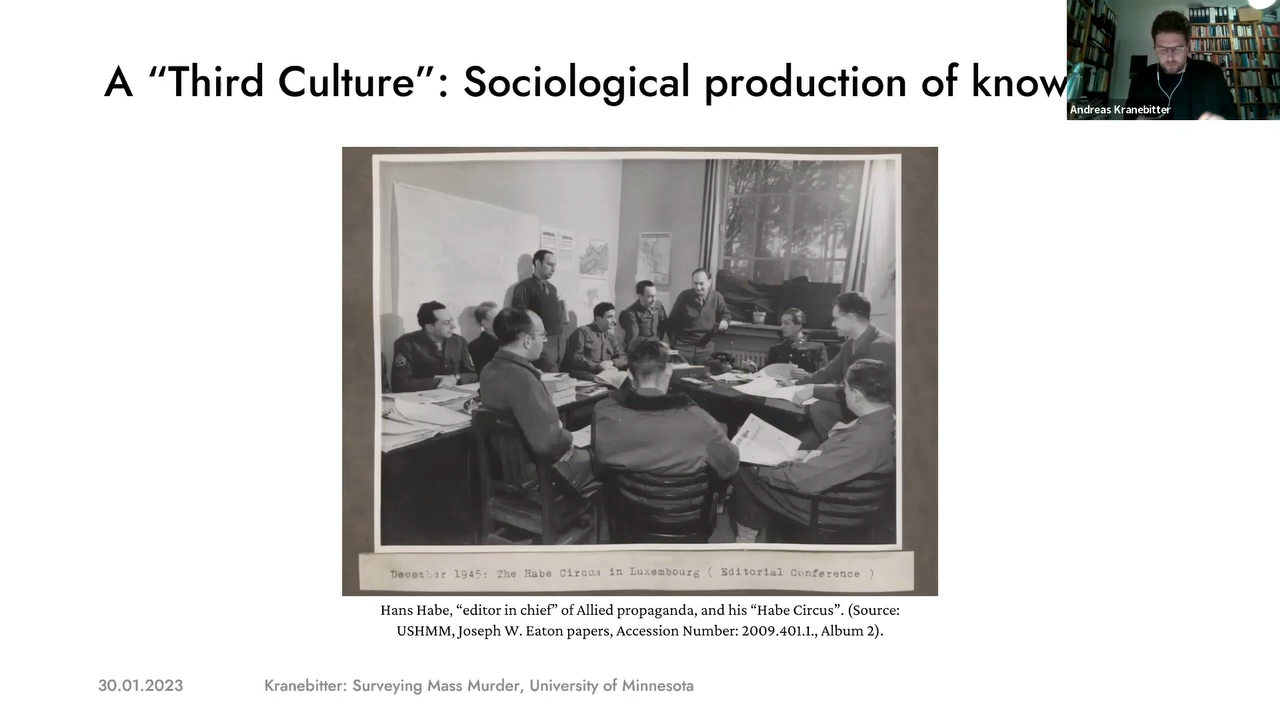 A “Third Culture”: Sociological production of know
Andreas Kranebitter
December 1945: The Habe Circus in Luxembourg ( Editorial Conference )
Hans Habe, “editor in chief” of Allied propaganda, and his “Habe Circus”. (Source:
USHMM, Joseph W. Eaton papers, Accession Number: 2009.401.1., Album 2).
30.01.2023
Kranebitter: Surveying Mass Murder, University of Minnesota